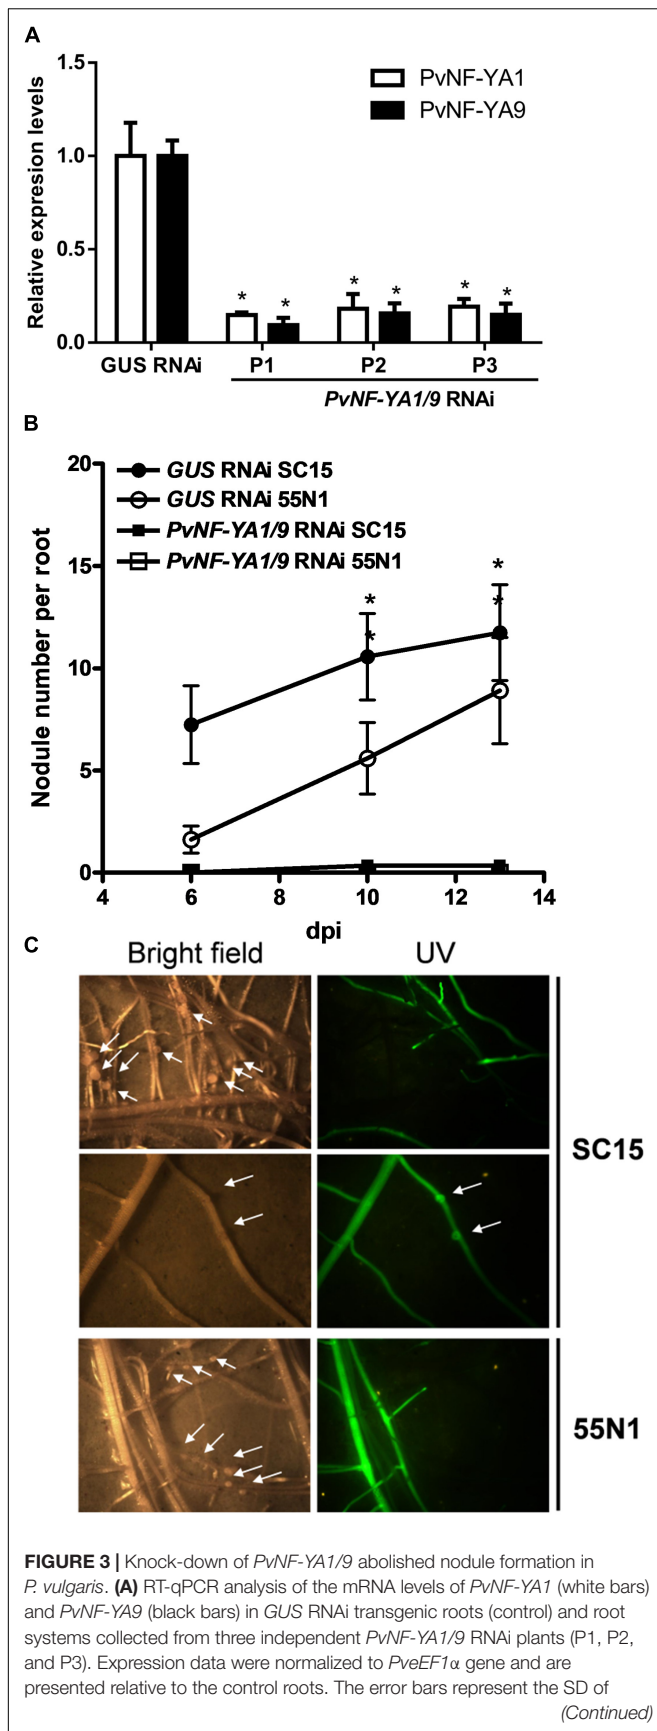 A
Relative expresion levels
1.5
1.0
0.5
0.0
PvNF-YA1
PvNF-YA9
* * * * * *
GUS RNAi P1 P2 P3
PvNF-YA1/9 RNAi
B
Nodule number per root
20
15
10
5
0
GUS RNAi SC15
GUS RNAi 55N1
PvNF-YA1/9 RNAi SC15
PvNF-YA1/9 RNAi 55N1
* *
* *
4 6 8 10 12 14
dpi
C
Bright field UV
SC15
55N1
FIGURE 3 | Knock-down of PvNF-YA1/9 abolished nodule formation in
P. vulgaris. (A) RT-qPCR analysis of the mRNA levels of PvNF-YA1 (white bars)
and PvNF-YA9 (black bars) in GUS RNAi transgenic roots (control) and root
systems collected from three independent PvNF-YA1/9 RNAi plants (P1, P2,
and P3). Expression data were normalized to PveEF1α gene and are
presented relative to the control roots. The error bars represent the SD of
(Continued)